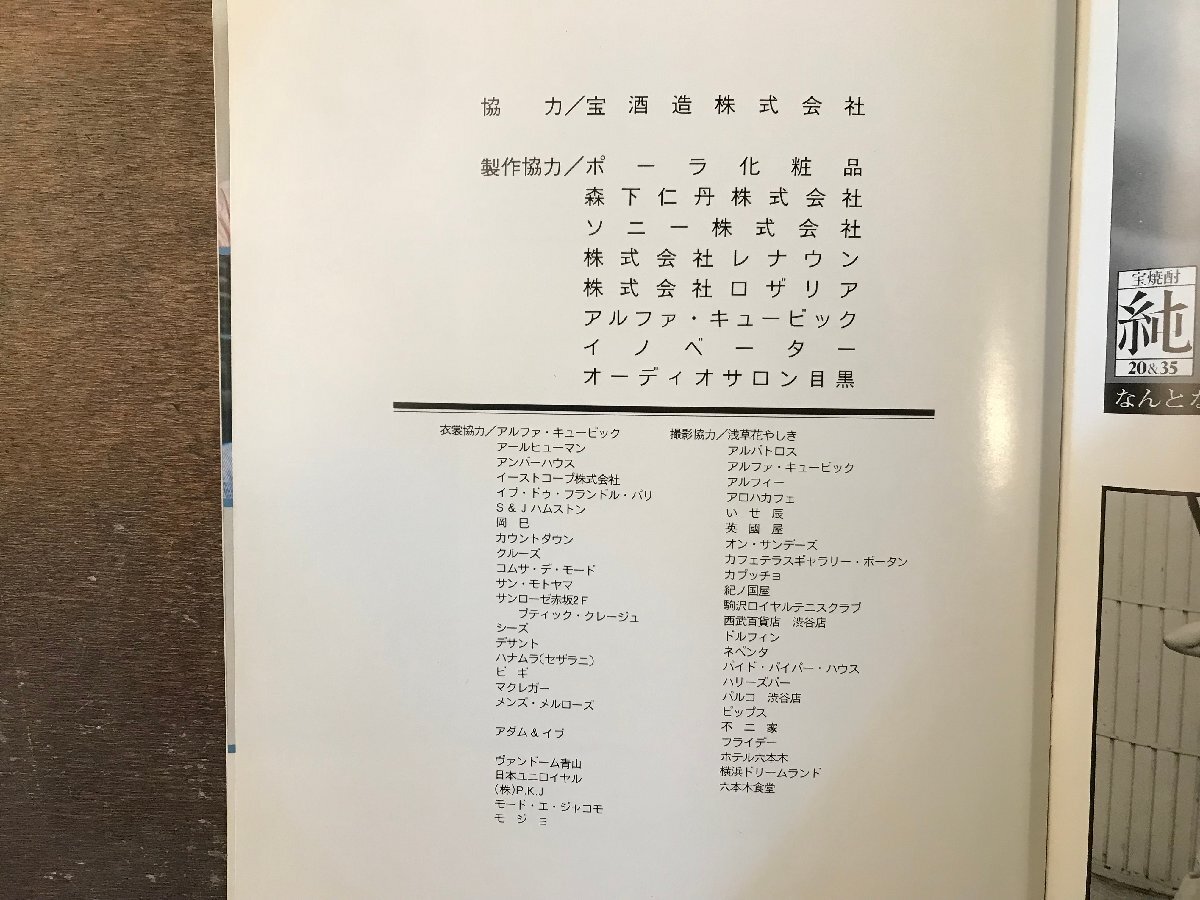 協　力／宝酒造株式会社
製作協力／ポーラ化粧品
森下仁丹株式会社
ソニー株式会社
株式会社レナウン
株式会社ロザリア
アルファ・キュービック
イノベーター
オーディオサロン目黒
衣裳協力／アルファ・キュービック
アールヒューマン
アンバーハウス
イーストコープ株式会社
イブ・ドゥ・フランドル・パリ
S＆Jハムストン
岡巳
カウントダウン
クルーズ
コムサ・デ・モード
サン・モトヤマ
サンローゼ赤坂2F
ブティック・クレージュ
シーズ
デサント
ハナムラ(セザラニ)
ビギ
マクレガー
メンズ・メルローズ
アダム＆イブ
ヴァンドーム青山
日本ユニロイヤル
(株)P.K.J
モード・エ・ジャコモ
モジョ
撮影協力／浅草花やしき
アルバトロス
アルファ・キュービック
アルフィー
アロハカフェ
いせ辰
英國屋
オン・サンデーズ
カフェテラスギャラリー・ボータン
カプッチョ
紀ノ国屋
駒沢ロイヤルテニスクラブ
西武百貨店　渋谷店
ドルフィン
ネペンタ
パイド・パイパー・ハウス
ハリーズバー
パルコ　渋谷店
ピップス
不二家
フライデー
ホテル六本木
横浜ドリームランド
六本木食堂
宝焼酎
純
20&35
なんとな